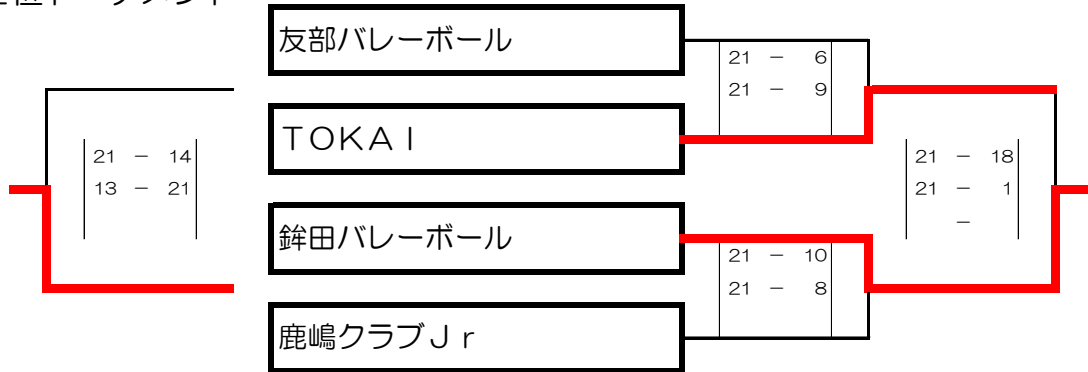 友部バレーボール
21 － 6
21 － 9
TOKAI
21 － 14
13 － 21
21 － 18
21 － 1
－
鉾田バレーボール
21 － 10
21 － 8
鹿嶋クラブJr